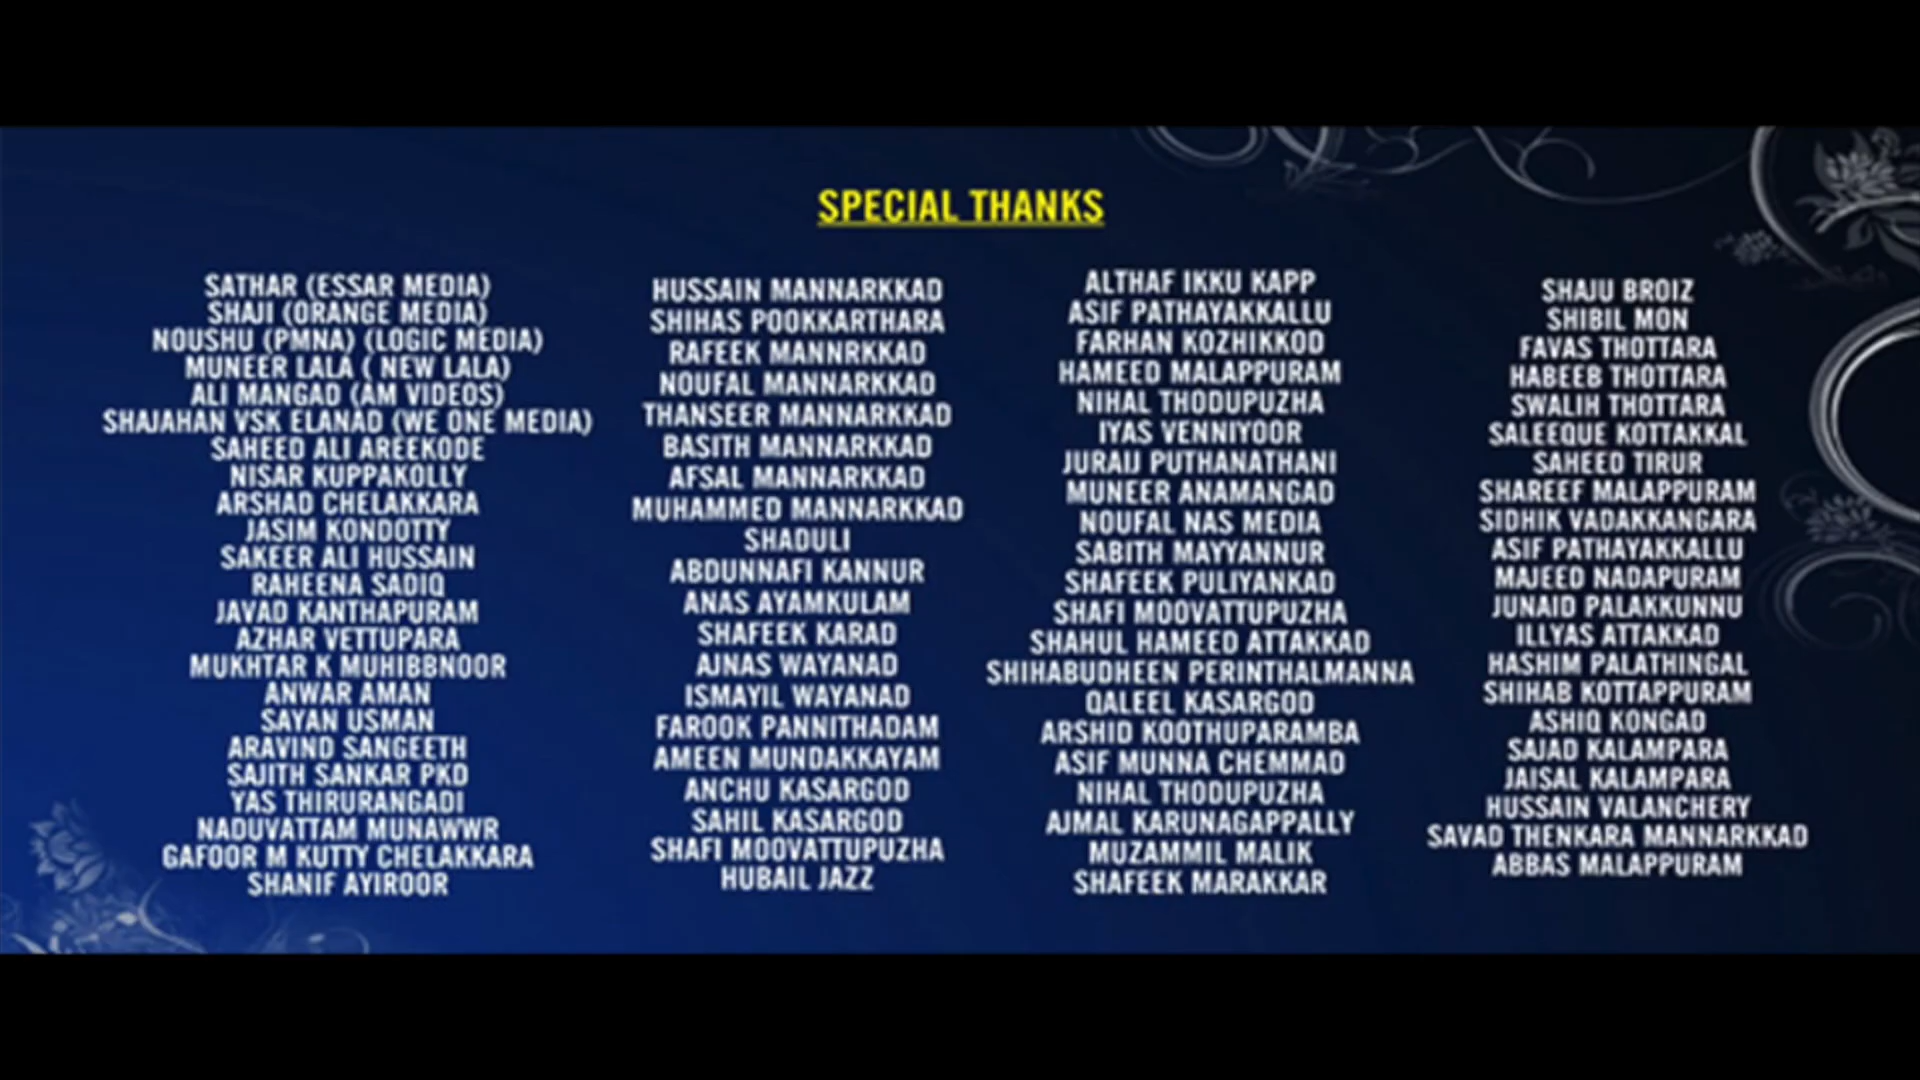 SPECIAL THANKS
SATHAR (ESSAR MEDIA)
SHAJI (ORANGE MEDIA)
NOUSHU (PMNA) (LOGIC MEDIA)
MUNEER LALA ( NEW LALA)
ALI MANGAD (AM VIDEOS)
SHAJAHAN VSK ELANAD (WE ONE MEDIA)
SAHEED ALI AREEKODE
NISAR KUPPAKOLLY
ARSHAD CHELAKKARA
JASIM KONDOTTY
SAKEER ALI HUSSAIN
RAHEENA SADIQ
JAVAD KANTHAPURAM
AZHAR VETTUPARA
MUKHTAR K MUHIBBNOOR
ANWAR AMAN
SAYAN USMAN
ARAVIND SANGEETH
SAJITH SANKAR PKD
YAS THIRURANGADI
NADUVATTAM MUNAWWR
GAFOOR M KUTTY CHELAKKARA
SHANIF AYIROOR
HUSSAIN MANNARKKAD
SHIHAS POOKKARTHARA
RAFEEK MANNRKKAD
NOUFAL MANNARKKAD
THANSEER MANNARKKAD
BASITH MANNARKKAD
AFSAL MANNARKKAD
MUHAMMED MANNARKKAD
SHADULI
ABDUNNAFI KANNUR
ANAS AYAMKULAM
SHAFEEK KARAD
AJNAS WAYANAD
ISMAYIL WAYANAD
FAROOK PANNITHADAM
AMEEN MUNDAKKAYAM
ANCHU KASARGOD
SAHIL KASARGOD
SHAFI MOOVATTUPUZHA
HUBAIL JAZZ
ALTHAF IKKU KAPP
ASIF PATHAYAKKALLU
FARHAN KOZHIKKOD
HAMEED MALAPPURAM
NIHAL THODUPUZHA
IYAS VENNIYOOR
JURAIJ PUTHANATHANI
MUNEER ANAMANGAD
NOUFAL NAS MEDIA
SABITH MAYYANNUR
SHAFEEK PULIYANKAD
SHAFI MOOVATTUPUZHA
SHAHUL HAMEED ATTAKKAD
SHIHABUDHEEN PERINTHALMANNA
QALEEL KASARGOD
ARSHID KOOTHUPARAMBA
ASIF MUNNA CHEMMAD
NIHAL THODUPUZHA
AJMAL KARUNAGAPPALLY
MUZAMMIL MALIK
SHAFEEK MARAKKAR
SHAJU BROIZ
SHIBIL MON
FAVAS THOTTARA
HABEEB THOTTARA
SWALIH THOTTARA
SALEEQUE KOTTAKKAL
SAHEED TIRUR
SHAREEF MALAPPURAM
SIDHIK VADAKKANGARA
ASIF PATHAYAKKALLU
MAJEED NADAPURAM
JUNAID PALAKKUNNU
ILLYAS ATTAKKAD
HASHIM PALATHINGAL
SHIHAB KOTTAPPURAM
ASHIQ KONGAD
SAJAD KALAMPARA
JAISAL KALAMPARA
HUSSAIN VALANCHERY
SAVAD THENKARA MANNARKKAD
ABBAS MALAPPURAM